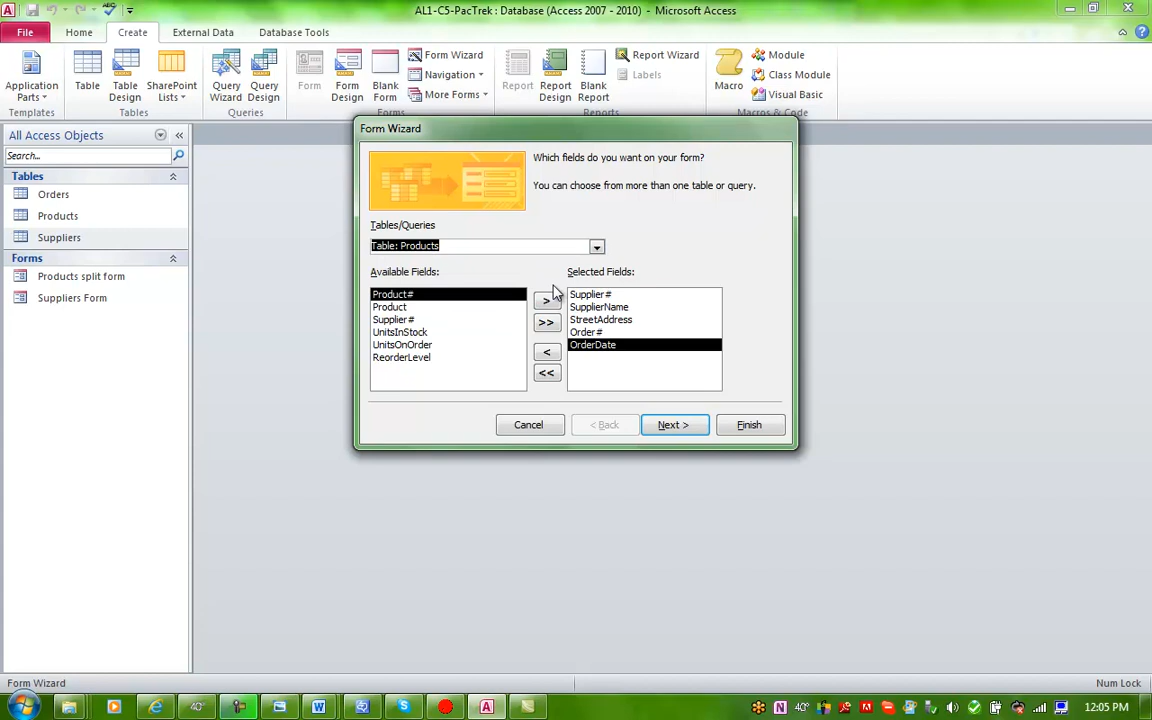 AL1-C5-PacTrek : Database (Access 2007 - 2010) - Microsoft Access
File Home Create External Data Database Tools
Application Parts
Table
Table Design
SharePoint Lists
Query Wizard
Query Design
Form
Form Design
Blank Form
Form Wizard
Navigation
More Forms
Report
Report Design
Blank Report
Report Wizard
Labels
Macro
Module
Class Module
Visual Basic
Templates Tables Queries Forms Reports Macros & Code
All Access Objects
Search...
Tables
Orders
Products
Suppliers
Forms
Products split form
Suppliers Form
Form Wizard
Which fields do you want on your form?
You can choose from more than one table or query.
Tables/Queries
Table: Products
Available Fields:
Product#
Product
Supplier#
UnitsInStock
UnitsOnOrder
ReorderLevel
>
>>
<
<<
Selected Fields:
Supplier#
SupplierName
StreetAddress
Order#
OrderDate
Cancel < Back Next > Finish
Form Wizard Num Lock
40° 40° 12:05 PM